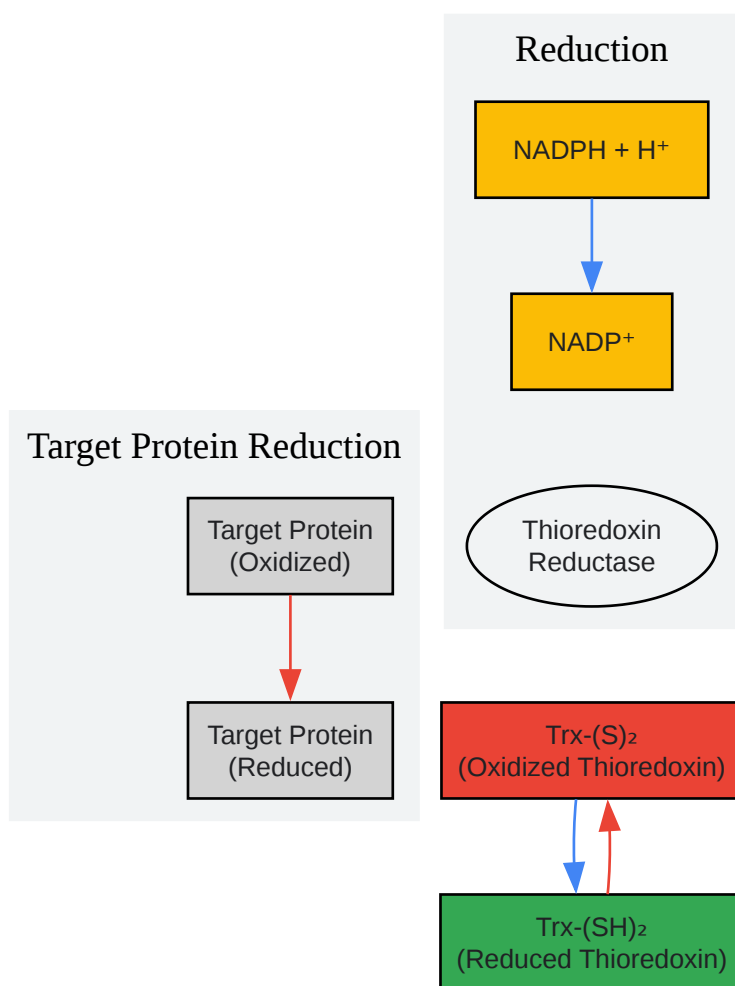 Reduction
NADPH + H⁺
NADP⁺
Target Protein Reduction
Target Protein
(Oxidized)
Thioredoxin
Reductase
Target Protein
(Reduced)
Trx-(S)₂
(Oxidized Thioredoxin)
Trx-(SH)₂
(Reduced Thioredoxin)